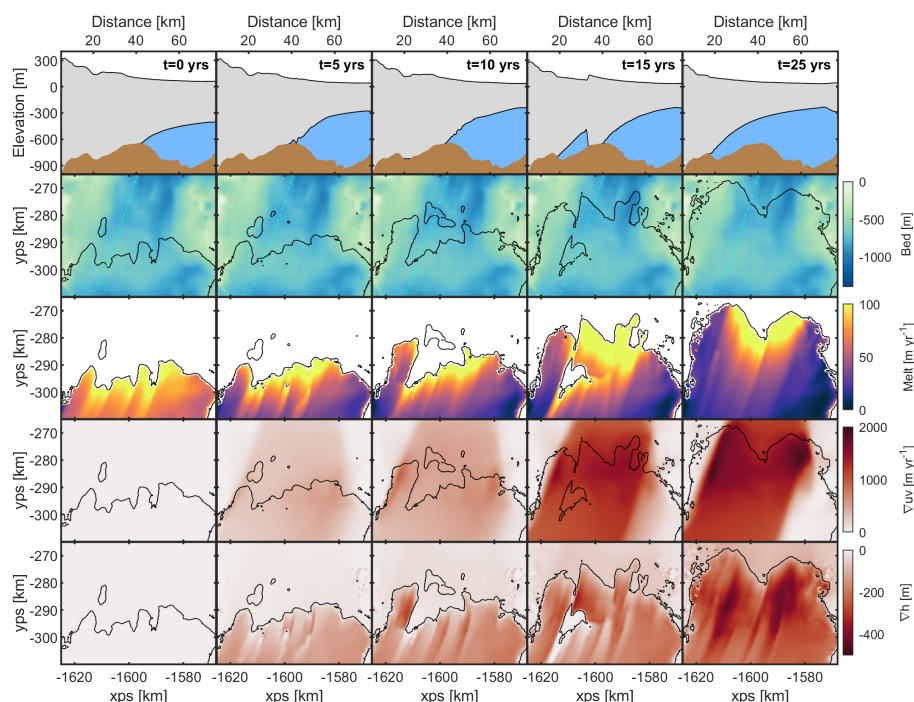 Distance [km] Distance [km] Distance [km] Distance [km] Distance [km]
20 40 60 20 40 60 20 40 60 20 40 60 20 40 60
300 0 -300 -600 -900
Elevation [m]
t=0 yrs t=5 yrs t=10 yrs t=15 yrs t=25 yrs
-270 -280 -290 -300
yps [km]
0 -500 -1000
Bed [m]
-270 -280 -290 -300
yps [km]
100 50 0
Melt [m yr⁻¹]
-270 -280 -290 -300
yps [km]
2000 1000 0
∇uv [m yr⁻¹]
-270 -280 -290 -300
yps [km]
0 -200 -400
∇h [m]
-1620 -1600 -1580 -1620 -1600 -1580 -1620 -1600 -1580 -1620 -1600 -1580 -1620 -1600 -1580
xps [km] xps [km] xps [km] xps [km] xps [km]